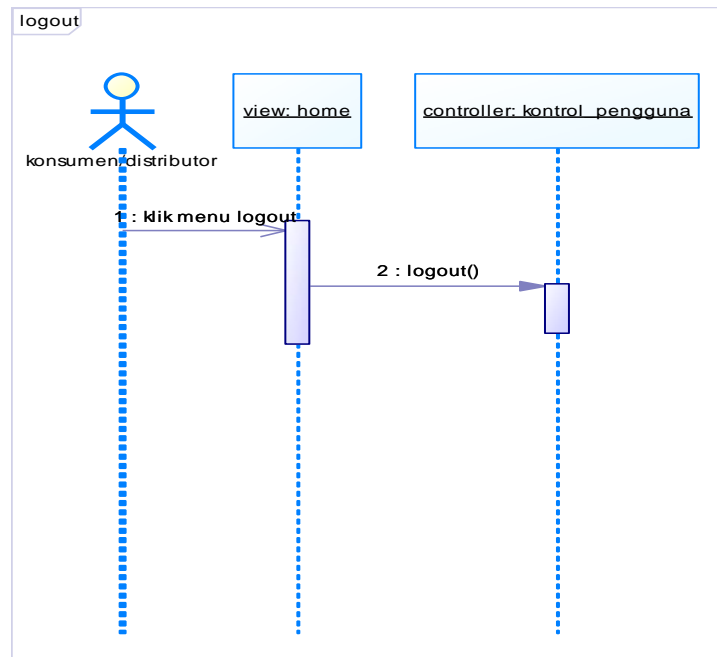 logout
view: home
controller: kontrol_pengguna
konsumen/distributor
1 : klik menu logout
2 : logout()